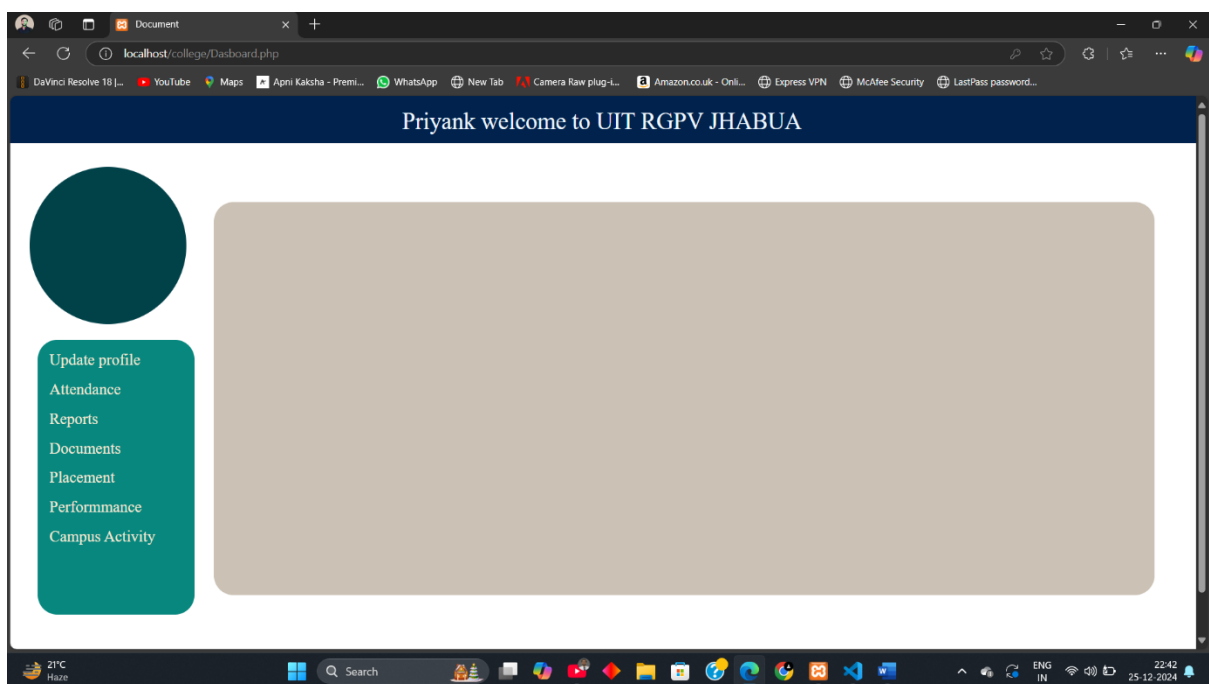 Document
localhost/college/Dasboard.php
DaVinci Resolve 18 |... YouTube Maps Apni Kaksha - Premi... WhatsApp New Tab Camera Raw plug-i... Amazon.co.uk - Onli... Express VPN McAfee Security LastPass password...
Priyank welcome to UIT RGPV JHABUA
Update profile
Attendance
Reports
Documents
Placement
Performmance
Campus Activity
21°C
Haze
Search
ENG
IN
22:42
25-12-2024